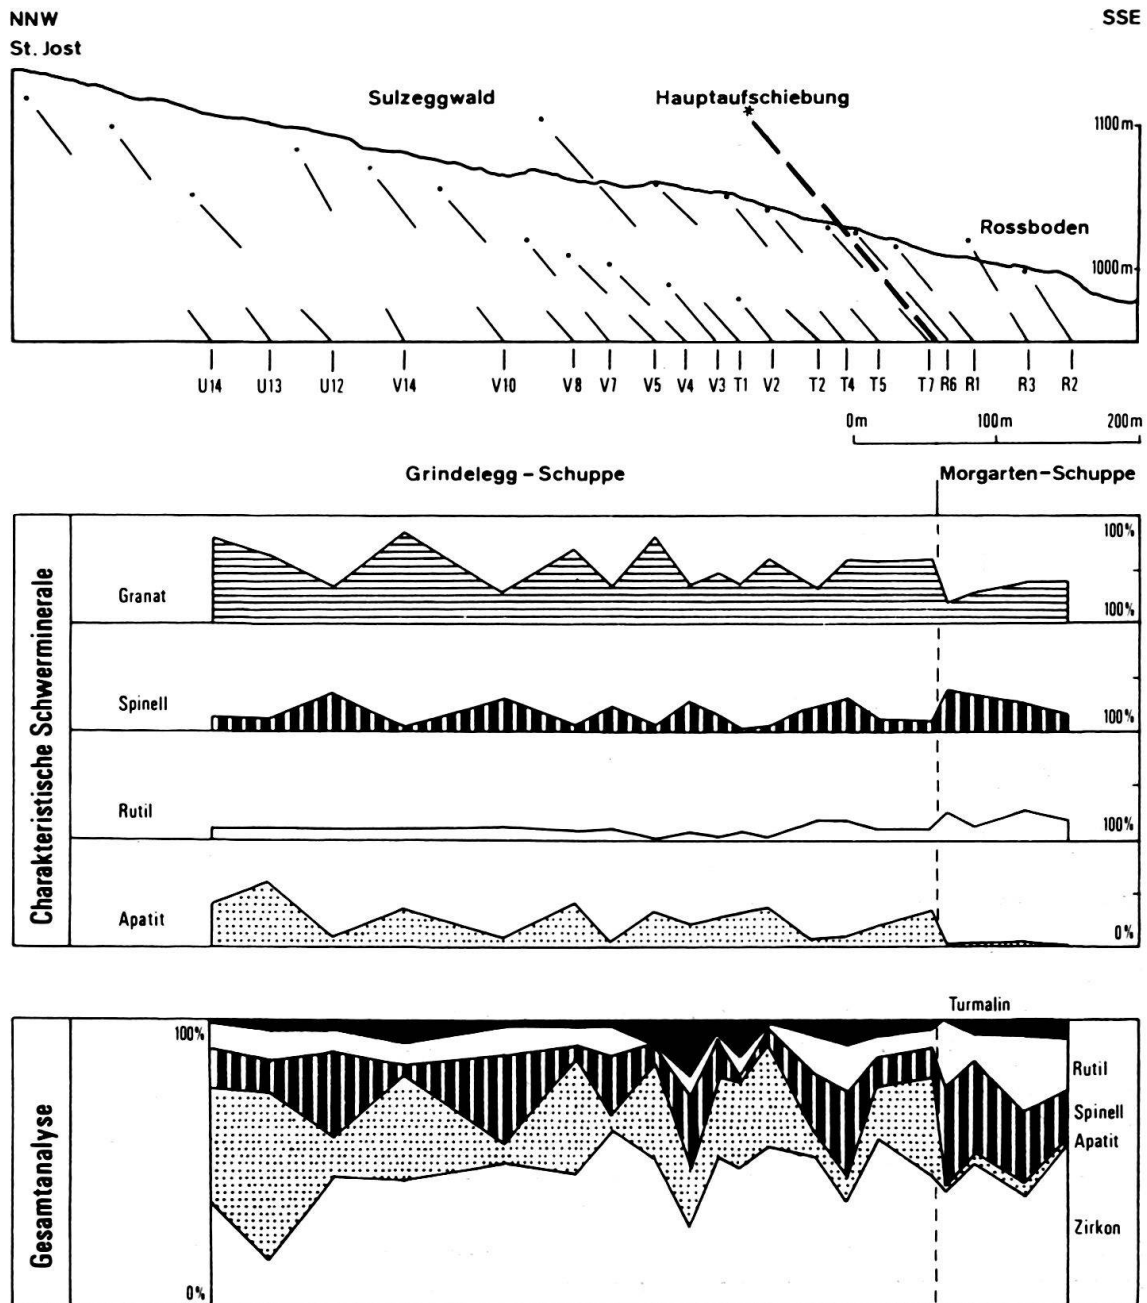 NNW
SSE
St. Jost
Sulzeggwald
Hauptaufschiebung
1100 m
Rossboden
1000 m
U14 U13 U12 V14 V10 V8 V7 V5 V4 V3 T1 V2 T2 T4 T5 T7 R6 R1 R3 R2
0m 100m 200m
Grindelegg – Schuppe
Morgarten–Schuppe
Charakteristische Schwerminerale
100%
Granat
100%
Spinell
100%
Rutil
100%
Apatit
0%
Turmalin
Gesamtanalyse
100%
Rutil
Spinell
Apatit
Zirkon
0%